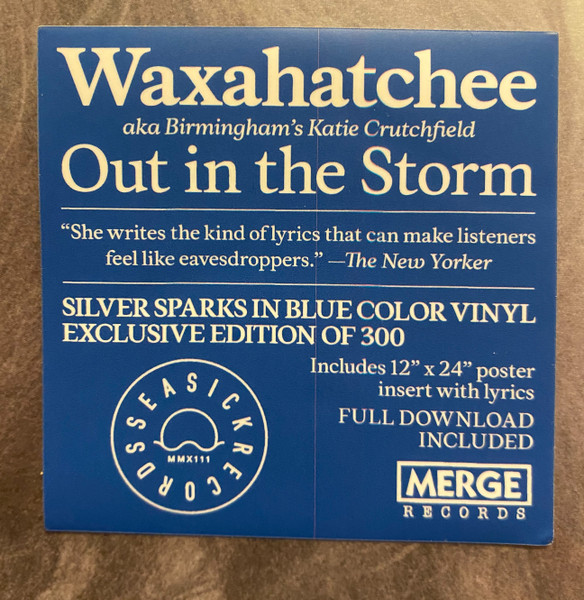 Waxahatchee
aka Birmingham's Katie Crutchfield
Out in the Storm
“She writes the kind of lyrics that can make listeners
feel like eavesdroppers.” —The New Yorker
SILVER SPARKS IN BLUE COLOR VINYL
EXCLUSIVE EDITION OF 300
Includes 12” x 24” poster
insert with lyrics
FULL DOWNLOAD
INCLUDED
SEASICK RECORDS
MMX111
MERGE
RECORDS